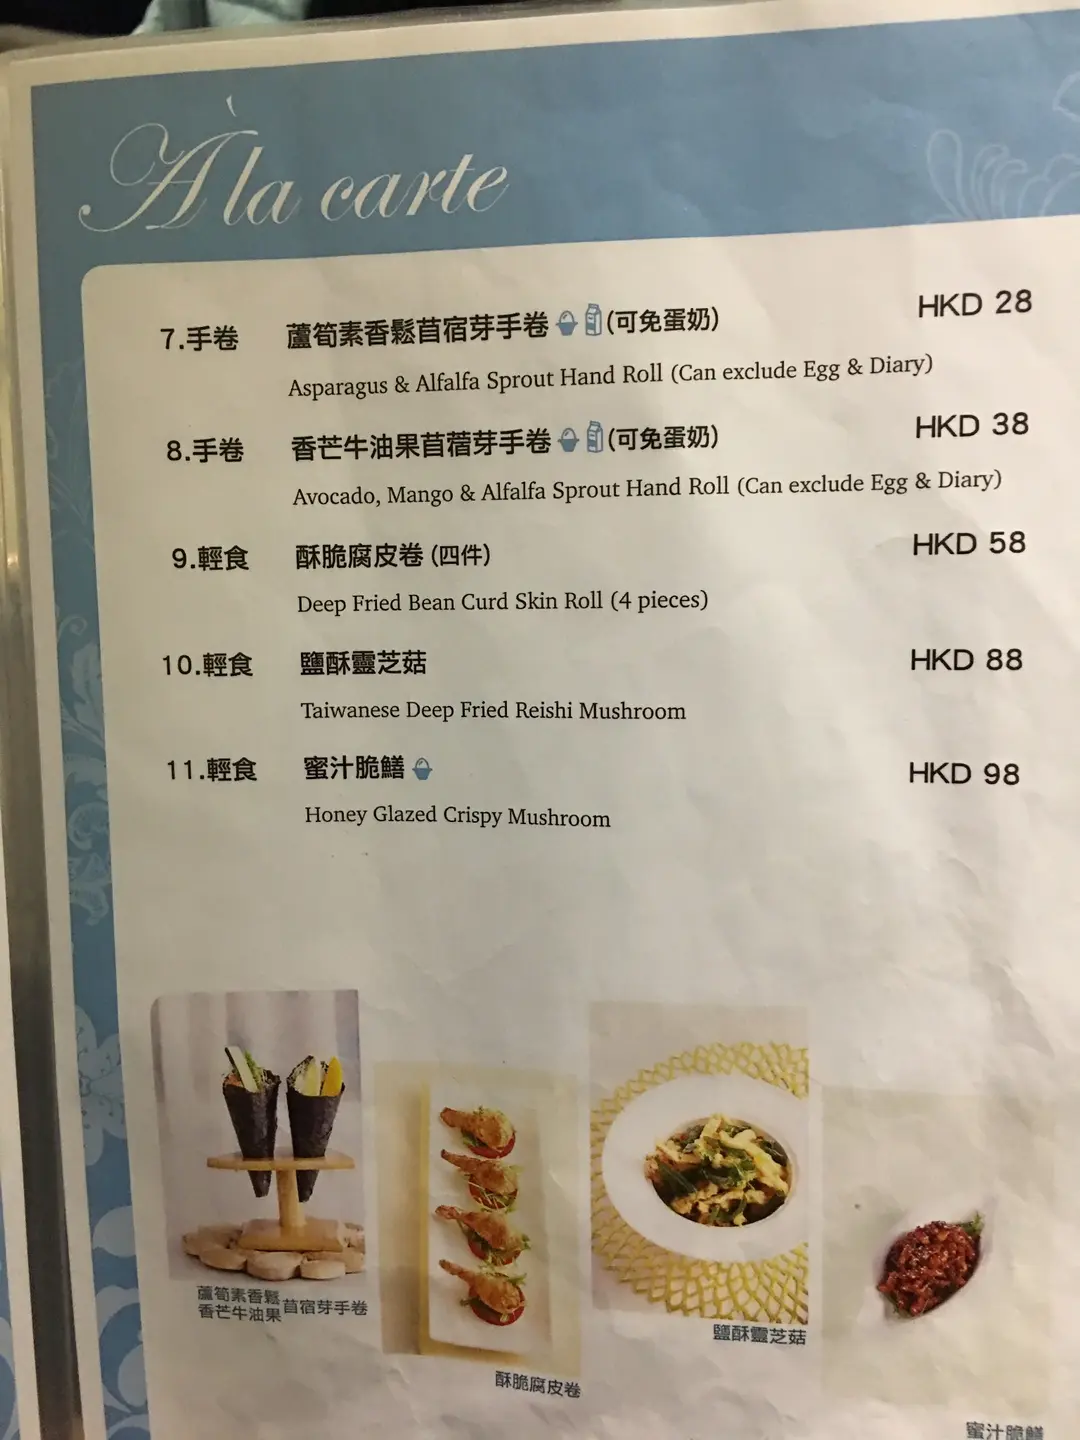 À la carte
7.手卷 蘆筍素香鬆苜宿芽手卷 (可免蛋奶) HKD 28
Asparagus & Alfalfa Sprout Hand Roll (Can exclude Egg & Diary)
8.手卷 香芒牛油果苜蓿芽手卷 (可免蛋奶) HKD 38
Avocado, Mango & Alfalfa Sprout Hand Roll (Can exclude Egg & Diary)
9.輕食 酥脆腐皮卷 (四件) HKD 58
Deep Fried Bean Curd Skin Roll (4 pieces)
10.輕食 鹽酥靈芝菇 HKD 88
Taiwanese Deep Fried Reishi Mushroom
11.輕食 蜜汁脆鱔 HKD 98
Honey Glazed Crispy Mushroom
蘆筍素香鬆
香芒牛油果 苜宿芽手卷
酥脆腐皮卷
鹽酥靈芝菇
蜜汁脆鱔